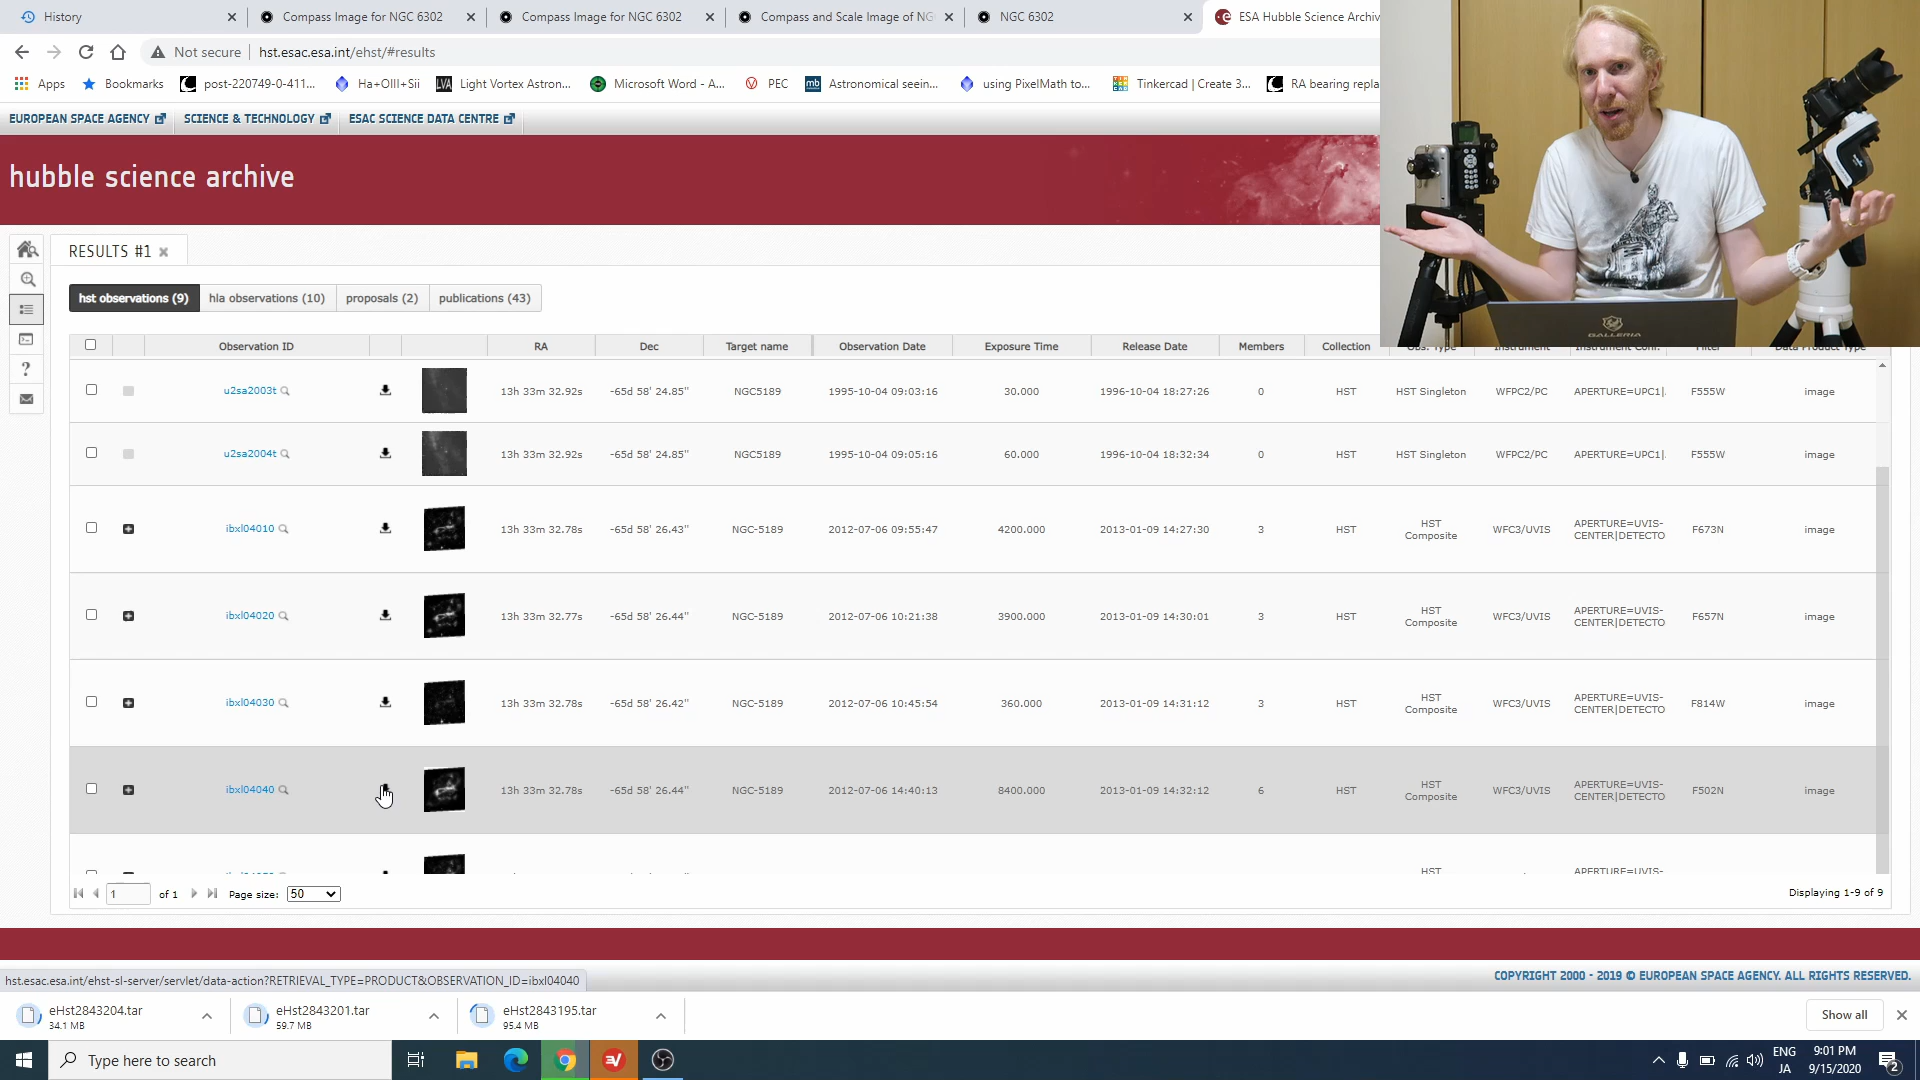 History
Compass Image for NGC 6302
Compass Image for NGC 6302
Compass and Scale Image of NG
NGC 6302
ESA Hubble Science Archiv
Not secure
hst.esac.esa.int/ehst/#results
Apps
Bookmarks
post-220749-0-411...
Ha+OIII+Sii
LVA
Light Vortex Astron...
Microsoft Word - A...
PEC
mb
Astronomical seein...
using PixelMath to...
Tinkercad | Create 3...
RA bearing repla
EUROPEAN SPACE AGENCY
SCIENCE & TECHNOLOGY
ESAC SCIENCE DATA CENTRE
hubble science archive
RESULTS #1
hst observations (9)
hla observations (10)
proposals (2)
publications (43)
Observation ID RA Dec Target name Observation Date Exposure Time Release Date Members Collection Obs. Type Instrument Instrument Conf. Filter Data Product Type
u2sa2003t 13h 33m 32.92s -65d 58' 24.85" NGC5189 1995-10-04 09:03:16 30.000 1996-10-04 18:27:26 0 HST HST Singleton WFPC2/PC APERTURE=UPC1|. F555W image
u2sa2004t 13h 33m 32.92s -65d 58' 24.85" NGC5189 1995-10-04 09:05:16 60.000 1996-10-04 18:32:34 0 HST HST Singleton WFPC2/PC APERTURE=UPC1|. F555W image
ibxl04010 13h 33m 32.78s -65d 58' 26.43" NGC-5189 2012-07-06 09:55:47 4200.000 2013-01-09 14:27:30 3 HST HST Composite WFC3/UVIS APERTURE=UVIS-CENTER|DETECTO F673N image
ibxl04020 13h 33m 32.77s -65d 58' 26.44" NGC-5189 2012-07-06 10:21:38 3900.000 2013-01-09 14:30:01 3 HST HST Composite WFC3/UVIS APERTURE=UVIS-CENTER|DETECTO F657N image
ibxl04030 13h 33m 32.78s -65d 58' 26.42" NGC-5189 2012-07-06 10:45:54 360.000 2013-01-09 14:31:12 3 HST HST Composite WFC3/UVIS APERTURE=UVIS-CENTER|DETECTO F814W image
ibxl04040 13h 33m 32.78s -65d 58' 26.44" NGC-5189 2012-07-06 14:40:13 8400.000 2013-01-09 14:32:12 6 HST HST Composite WFC3/UVIS APERTURE=UVIS-CENTER|DETECTO F502N image
HST
APERTURE=UVIS-
1 of 1 Page size: 50
Displaying 1-9 of 9
COPYRIGHT 2000 - 2019 © EUROPEAN SPACE AGENCY. ALL RIGHTS RESERVED.
hst.esac.esa.int/ehst-sl-server/servlet/data-action?RETRIEVAL_TYPE=PRODUCT&OBSERVATION_ID=ibxl04040
eHst2843204.tar
34.1 MB
eHst2843201.tar
59.7 MB
eHst2843195.tar
95.4 MB
Show all
Type here to search
ENG
JA
9:01 PM
9/15/2020
2
GALLERIA